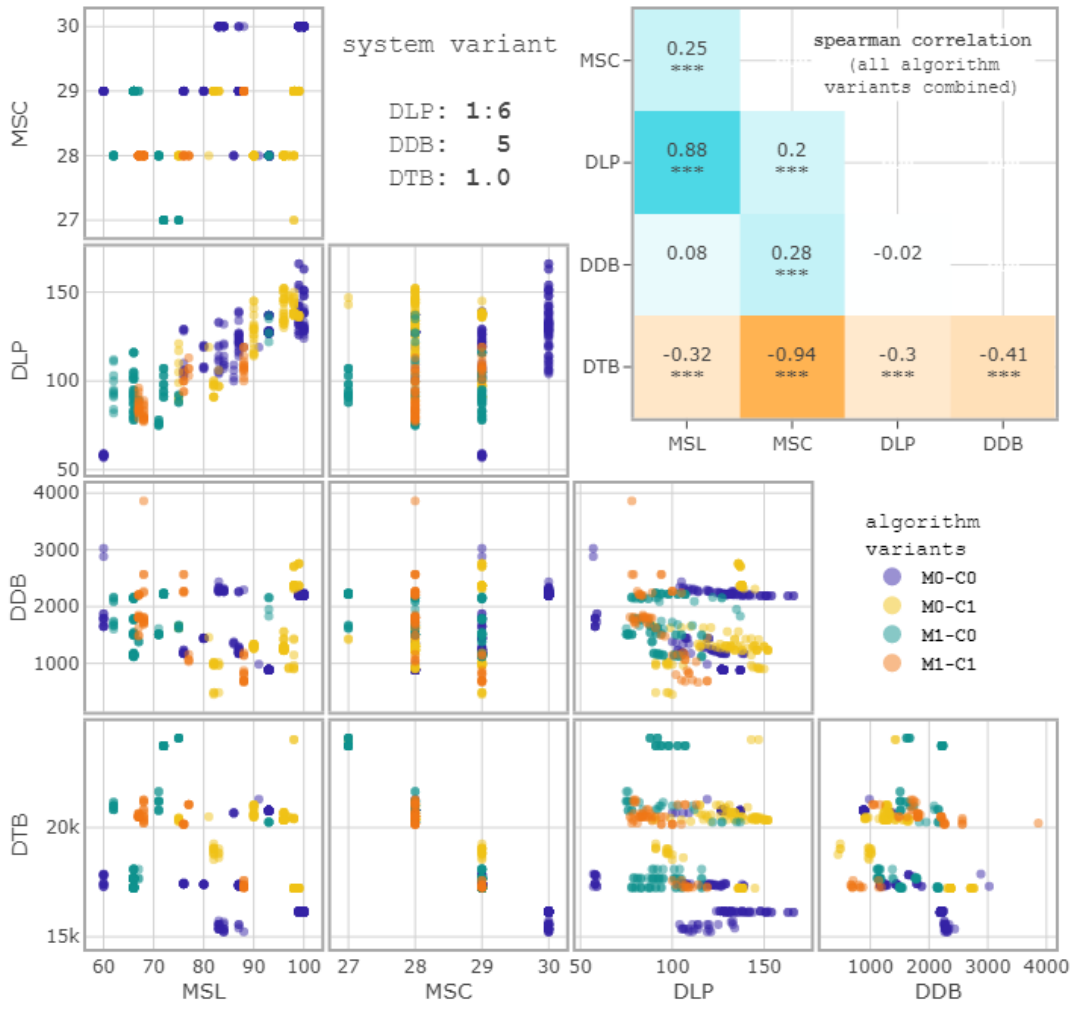 30
29
28
27
MSC
system variant
DLP: 1:6
DDB: 5
DTB: 1.0
spearman correlation
(all algorithm
variants combined)
MSC
0.25
***
DLP
0.88
***
0.2
***
DDB
0.08
0.28
***
-0.02
DTB
-0.32
***
-0.94
***
-0.3
***
-0.41
***
MSL
MSC
DLP
DDB
150
100
50
DLP
4000
3000
2000
1000
DDB
algorithm
variants
M0-C0
M0-C1
M1-C0
M1-C1
20k
15k
DTB
60 70 80 90 100
27 28 29 30
50 100 150
1000 2000 3000 4000
MSL
MSC
DLP
DDB